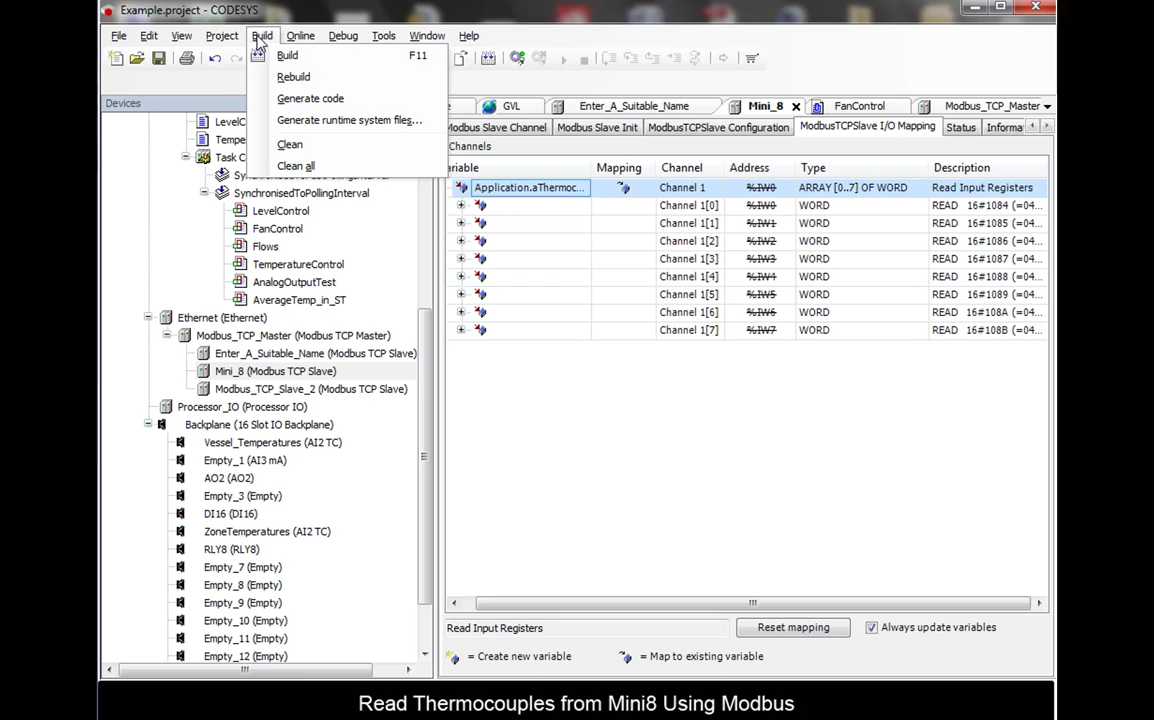 Example.project - CODESYS
File Edit View Project Build Online Debug Tools Window Help
Build F11
Rebuild
Generate code
Generate runtime system files...
Clean
Clean all
Devices
GVL Enter_A_Suitable_Name Mini_8 FanControl Modbus_TCP_Master
Modbus Slave Channel Modbus Slave Init ModbusTCPSlave Configuration ModbusTCPSlave I/O Mapping Status Informa
Channels
ariable Mapping Channel Address Type Description
Application.aThermoc... Channel 1 %IW0 ARRAY [0..7] OF WORD Read Input Registers
Channel 1[0] %IW0 WORD READ 16#1084 (=04...
Channel 1[1] %IW1 WORD READ 16#1085 (=04...
Channel 1[2] %IW2 WORD READ 16#1086 (=04...
Channel 1[3] %IW3 WORD READ 16#1087 (=04...
Channel 1[4] %IW4 WORD READ 16#1088 (=04...
Channel 1[5] %IW5 WORD READ 16#1089 (=04...
Channel 1[6] %IW6 WORD READ 16#108A (=04...
Channel 1[7] %IW7 WORD READ 16#108B (=04...
LevelC
Tempe
Task C
SynchronisedToPollingInterval
LevelControl
FanControl
Flows
TemperatureControl
AnalogOutputTest
AverageTemp_in_ST
Ethernet (Ethernet)
Modbus_TCP_Master (Modbus TCP Master)
Enter_A_Suitable_Name (Modbus TCP Slave)
Mini_8 (Modbus TCP Slave)
Modbus_TCP_Slave_2 (Modbus TCP Slave)
Processor_IO (Processor IO)
Backplane (16 Slot IO Backplane)
Vessel_Temperatures (AI2 TC)
Empty_1 (AI3 mA)
AO2 (AO2)
Empty_3 (Empty)
DI16 (DI16)
ZoneTemperatures (AI2 TC)
RLY8 (RLY8)
Empty_7 (Empty)
Empty_8 (Empty)
Empty_9 (Empty)
Empty_10 (Empty)
Empty_11 (Empty)
Empty_12 (Empty)
Read Input Registers Reset mapping Always update variables
= Create new variable = Map to existing variable
Read Thermocouples from Mini8 Using Modbus